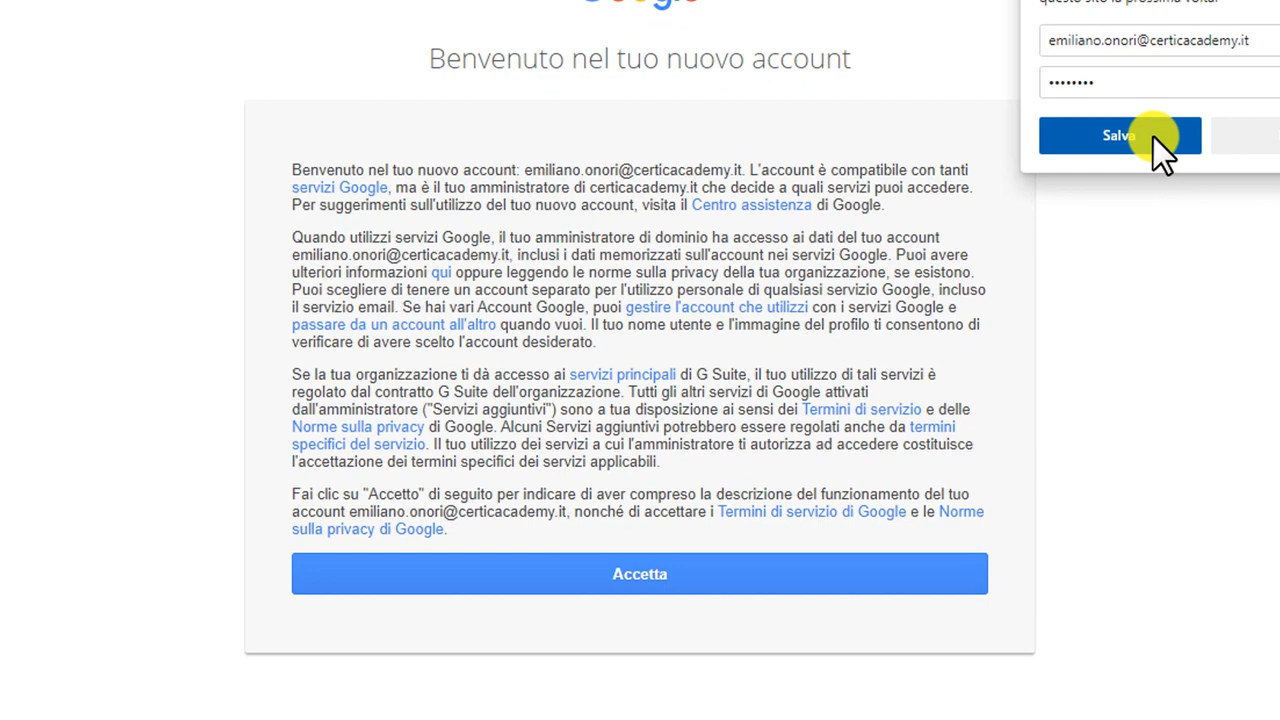 questo sito la prossima volta.
emiliano.onori@certicacademy.it
••••••••
Salva
Benvenuto nel tuo nuovo account
Benvenuto nel tuo nuovo account: emiliano.onori@certicacademy.it. L'account è compatibile con tanti
servizi Google, ma è il tuo amministratore di certicacademy.it che decide a quali servizi puoi accedere.
Per suggerimenti sull'utilizzo del tuo nuovo account, visita il Centro assistenza di Google.
Quando utilizzi servizi Google, il tuo amministratore di dominio ha accesso ai dati del tuo account
emiliano.onori@certicacademy.it, inclusi i dati memorizzati sull'account nei servizi Google. Puoi avere
ulteriori informazioni qui oppure leggendo le norme sulla privacy della tua organizzazione, se esistono.
Puoi scegliere di tenere un account separato per l'utilizzo personale di qualsiasi servizio Google, incluso
il servizio email. Se hai vari Account Google, puoi gestire l'account che utilizzi con i servizi Google e
passare da un account all'altro quando vuoi. Il tuo nome utente e l'immagine del profilo ti consentono di
verificare di avere scelto l'account desiderato.
Se la tua organizzazione ti dà accesso ai servizi principali di G Suite, il tuo utilizzo di tali servizi è
regolato dal contratto G Suite dell'organizzazione. Tutti gli altri servizi di Google attivati
dall'amministratore ("Servizi aggiuntivi") sono a tua disposizione ai sensi dei Termini di servizio e delle
Norme sulla privacy di Google. Alcuni Servizi aggiuntivi potrebbero essere regolati anche da termini
specifici del servizio. Il tuo utilizzo dei servizi a cui l'amministratore ti autorizza ad accedere costituisce
l'accettazione dei termini specifici dei servizi applicabili.
Fai clic su "Accetto" di seguito per indicare di aver compreso la descrizione del funzionamento del tuo
account emiliano.onori@certicacademy.it, nonché di accettare i Termini di servizio di Google e le Norme
sulla privacy di Google.
Accetta